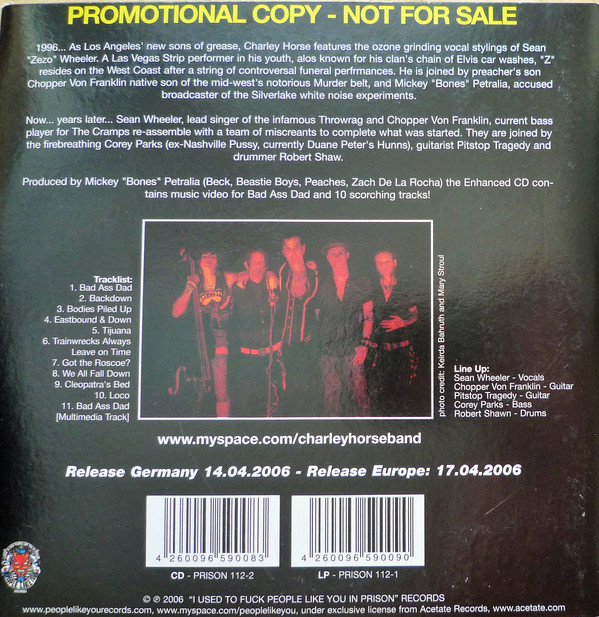 PROMOTIONAL COPY - NOT FOR SALE
1996... As Los Angeles' new sons of grease, Charley Horse features the ozone grinding vocal stylings of Sean
"Zezo" Wheeler. A Las Vegas Strip performer in his youth, alos known for his clan's chain of Elvis car washes, "Z"
resides on the West Coast after a string of controversal funeral perfrmances. He is joined by preacher's son
Chopper Von Franklin native son of the mid-west's notorious Murder belt, and Mickey "Bones" Petralia, accused
broadcaster of the Silverlake white noise experiments.
Now... years later... Sean Wheeler, lead singer of the infamous Throwrag and Chopper Von Franklin, current bass
player for The Cramps re-assemble with a team of miscreants to complete what was started. They are joined by
the firebreathing Corey Parks (ex-Nashville Pussy, currently Duane Peter's Hunns), guitarist Pitstop Tragedy and
drummer Robert Shaw.
Produced by Mickey "Bones" Petralia (Beck, Beastie Boys, Peaches, Zach De La Rocha) the Enhanced CD con-
tains music video for Bad Ass Dad and 10 scorching tracks!
Tracklist:
1. Bad Ass Dad
2. Backdown
3. Bodies Piled Up
4. Eastbound & Down
5. Tijuana
6. Trainwrecks Always
Leave on Time
7. Got the Roscoe?
8. We All Fall Down
9. Cleopatra's Bed
10. Loco
11. Bad Ass Dad
[Multimedia Track]
photo credit: Keirda Bahruth and Mary Stroul
Line Up:
Sean Wheeler - Vocals
Chopper Von Franklin - Guitar
Pitstop Tragedy - Guitar
Corey Parks - Bass
Robert Shawn - Drums
www.myspace.com/charleyhorseband
Release Germany 14.04.2006 - Release Europe: 17.04.2006
4 260096 590083
CD - PRISON 112-2
4 260096 590090
LP - PRISON 112-1
© ℗ 2006 "I USED TO FUCK PEOPLE LIKE YOU IN PRISON" RECORDS
www.peoplelikeyourecords.com, www.myspace.com/peoplelikeyou, under exclusive license from Acetate Records, www.acetate.com